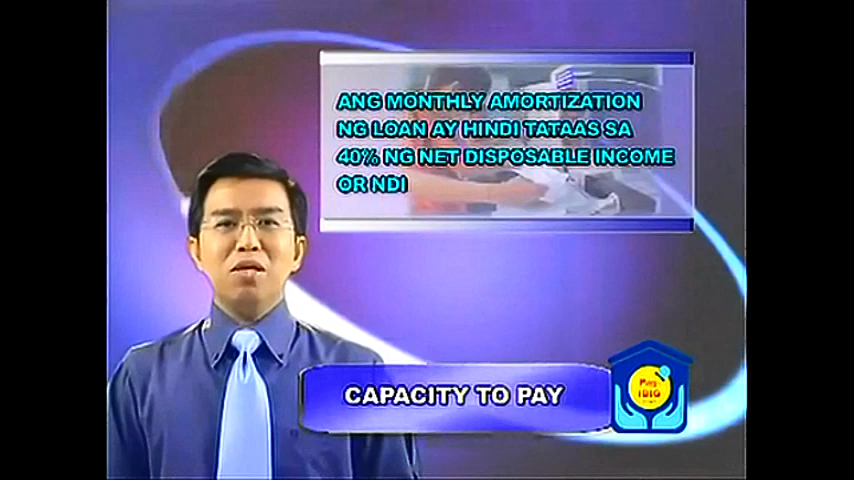 ANG MONTHLY AMORTIZATION
NG LOAN AY HINDI TATAAS SA
40% NG NET DISPOSABLE INCOME
OR NDI
CAPACITY TO PAY
Pag-
IBIG